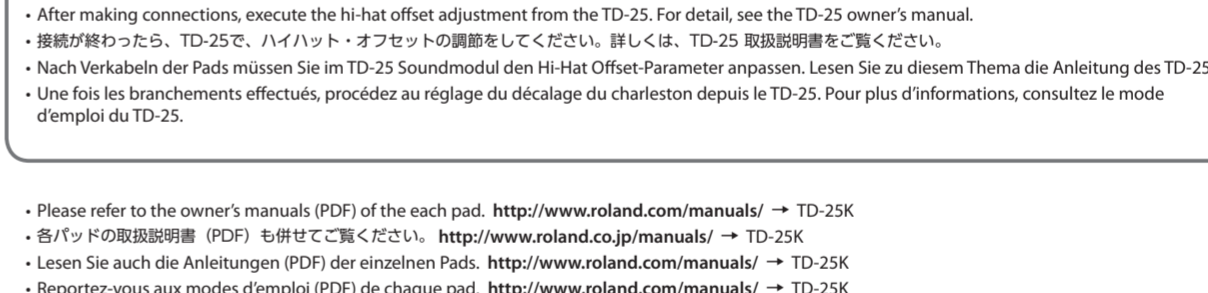 • After making connections, execute the hi-hat offset adjustment from the TD-25. For detail, see the TD-25 owner's manual.
• 接続が終わったら、TD-25で、ハイハット・オフセットの調節をしてください。詳しくは、TD-25 取扱説明書をご覧ください。
• Nach Verkabeln der Pads müssen Sie im TD-25 Soundmodul den Hi-Hat Offset-Parameter anpassen. Lesen Sie zu diesem Thema die Anleitung des TD-25
• Une fois les branchements effectués, procédez au réglage du décalage du charleston depuis le TD-25. Pour plus d'informations, consultez le mode
d'emploi du TD-25.
• Please refer to the owner's manuals (PDF) of the each pad. http://www.roland.com/manuals/ → TD-25K
• 各パッドの取扱説明書（PDF）も併せてご覧ください。 http://www.roland.co.jp/manuals/ → TD-25K
• Lesen Sie auch die Anleitungen (PDF) der einzelnen Pads. http://www.roland.com/manuals/ → TD-25K
• Reportez-vous aux modes d'emploi (PDF) de chaque pad. http://www.roland.com/manuals/ → TD-25K